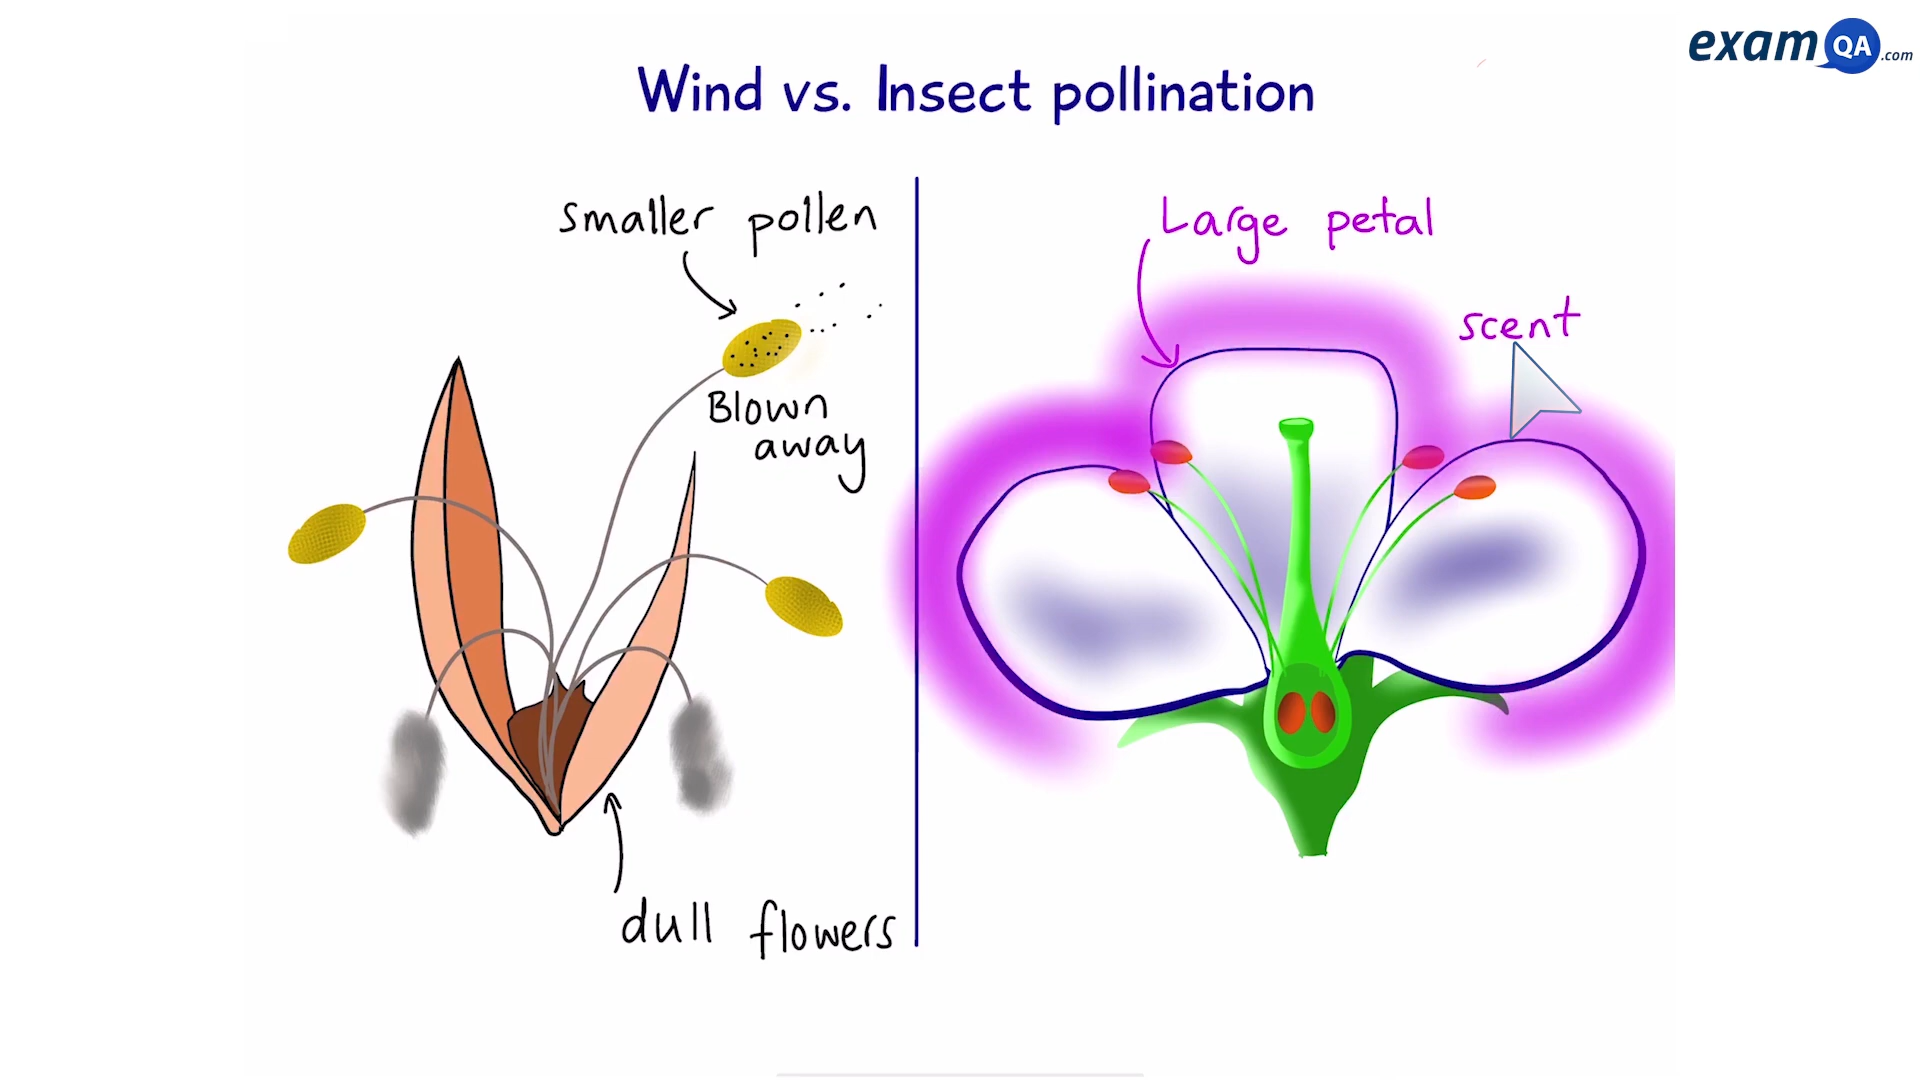 examQA.com
Wind vs. Insect pollination
smaller pollen
Blown
away
dull flowers
Large petal
scent